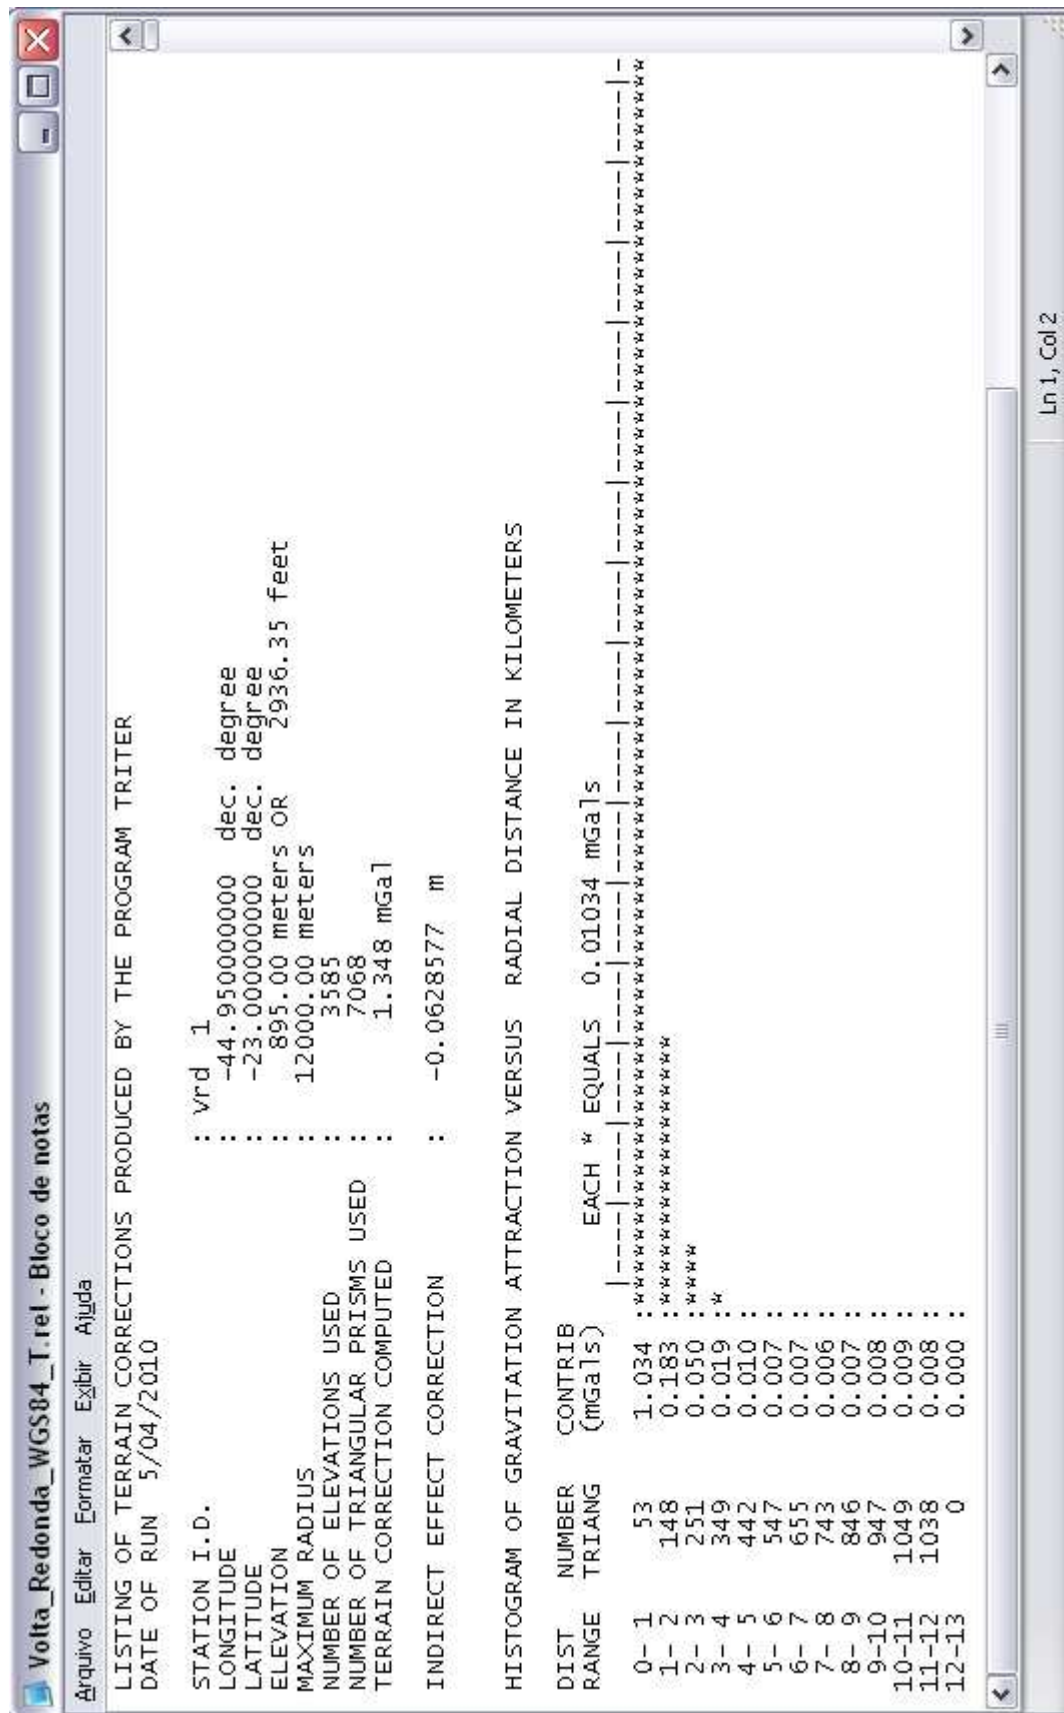 Volta_Redonda_WGS84_T.rel - Bloco de notas
Arquivo Editar Formatar Exibir Ajuda
LISTING OF TERRAIN CORRECTIONS PRODUCED BY THE PROGRAM TRITER
DATE OF RUN 5/04/2010
STATION I.D. : vrd 1
LONGITUDE : -44.9500000000 dec. degree
LATITUDE : -23.0000000000 dec. degree
ELEVATION : 895.00 meters OR 2936.35 feet
MAXIMUM RADIUS : 12000.00 meters
NUMBER OF ELEVATIONS USED : 3585
NUMBER OF TRIANGULAR PRISMS USED : 7068
TERRAIN CORRECTION COMPUTED : 1.348 mGal
INDIRECT EFFECT CORRECTION : -0.0628577 m
HISTOGRAM OF GRAVITATION ATTRACTION VERSUS RADIAL DISTANCE IN KILOMETERS
DIST NUMBER CONTRIB
RANGE TRIANG (mGals) EACH * EQUALS 0.01034 mGals
0- 1 53 1.034 :****************************************************************************************************
1- 2 148 0.183 :*****************
2- 3 251 0.050 :****
3- 4 349 0.019 :*
4- 5 442 0.010 :
5- 6 547 0.007 :
6- 7 655 0.007 :
7- 8 743 0.006 :
8- 9 846 0.007 :
9-10 947 0.008 :
10-11 1049 0.009 :
11-12 1038 0.008 :
12-13 0 0.000 :
Ln 1, Col 2